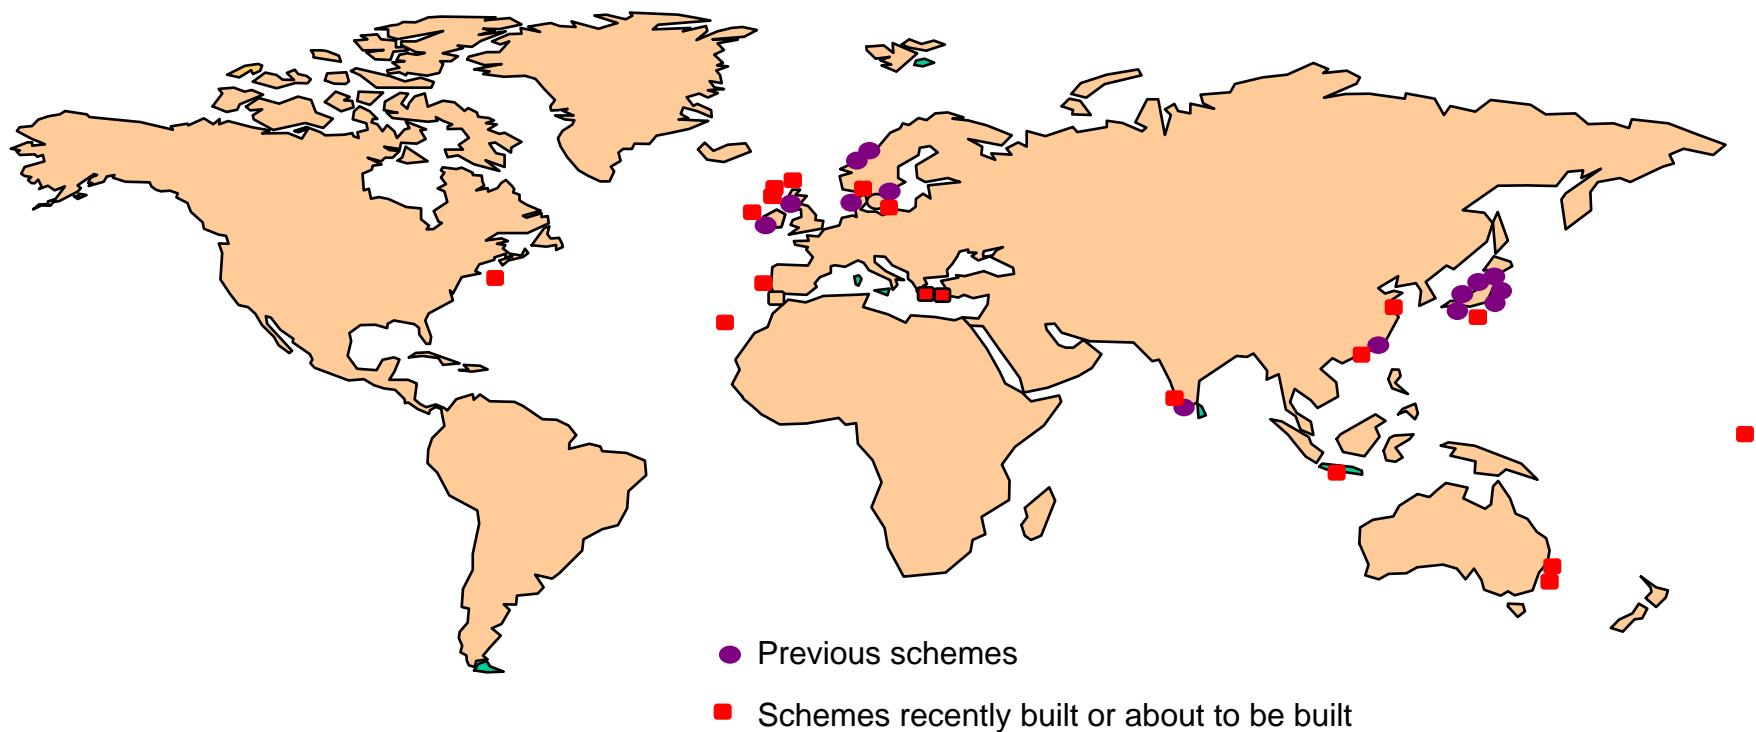 Previous schemes
Schemes recently built or about to be built